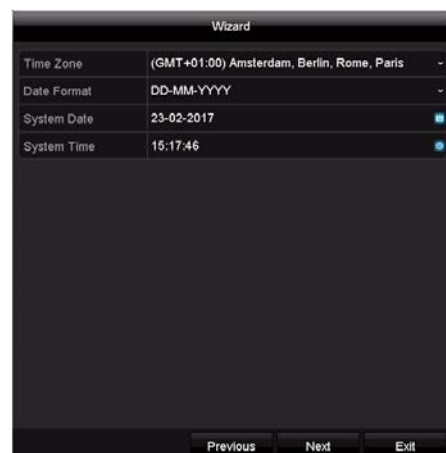 Wizard
Time Zone (GMT+01:00) Amsterdam, Berlin, Rome, Paris
Date Format DD-MM-YYYY
System Date 23-02-2017
System Time 15:17:46
Previous Next Exit